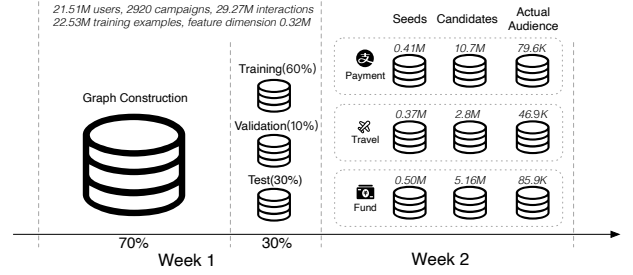 21.51M users, 2920 campaigns, 29.27M interactions
22.53M training examples, feature dimension 0.32M
Seeds Candidates Actual Audience
Graph Construction
Training(60%)
Validation(10%)
Test(30%)
0.41M 10.7M 79.6K
支
Payment
0.37M 2.8M 46.9K
Travel
0.50M 5.16M 85.9K
Fund
70% 30%
Week 1 Week 2